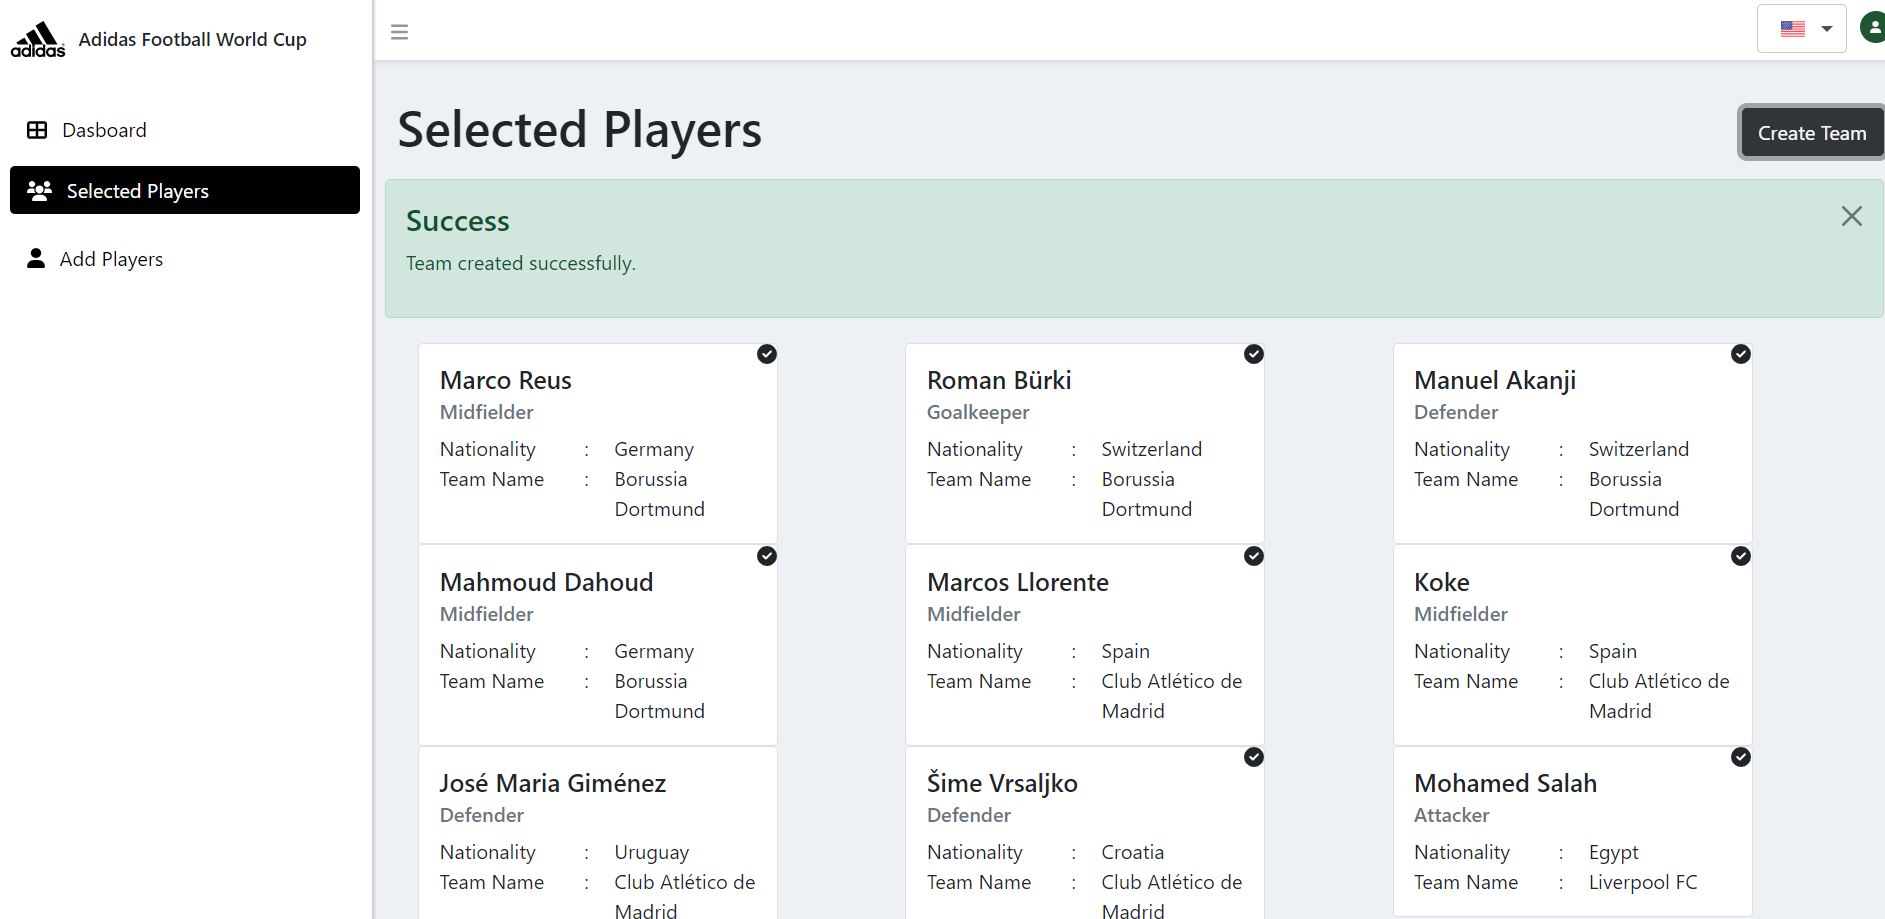 adidas
Adidas Football World Cup
Dasboard
Selected Players
Add Players
Selected Players
Create Team
Success
Team created successfully.
Marco Reus
Midfielder
Nationality : Germany
Team Name : Borussia
Dortmund
Roman Bürki
Goalkeeper
Nationality : Switzerland
Team Name : Borussia
Dortmund
Manuel Akanji
Defender
Nationality : Switzerland
Team Name : Borussia
Dortmund
Mahmoud Dahoud
Midfielder
Nationality : Germany
Team Name : Borussia
Dortmund
Marcos Llorente
Midfielder
Nationality : Spain
Team Name : Club Atlético de
Madrid
Koke
Midfielder
Nationality : Spain
Team Name : Club Atlético de
Madrid
José Maria Giménez
Defender
Nationality : Uruguay
Team Name : Club Atlético de
Madrid
Šime Vrsaljko
Defender
Nationality : Croatia
Team Name : Club Atlético de
Madrid
Mohamed Salah
Attacker
Nationality : Egypt
Team Name : Liverpool FC